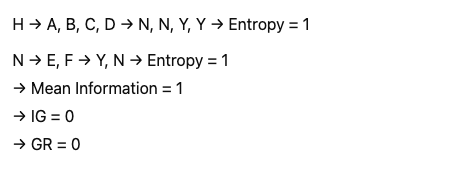 H → A, B, C, D → N, N, Y, Y → Entropy = 1
N → E, F → Y, N → Entropy = 1
→ Mean Information = 1
→ IG = 0
→ GR = 0